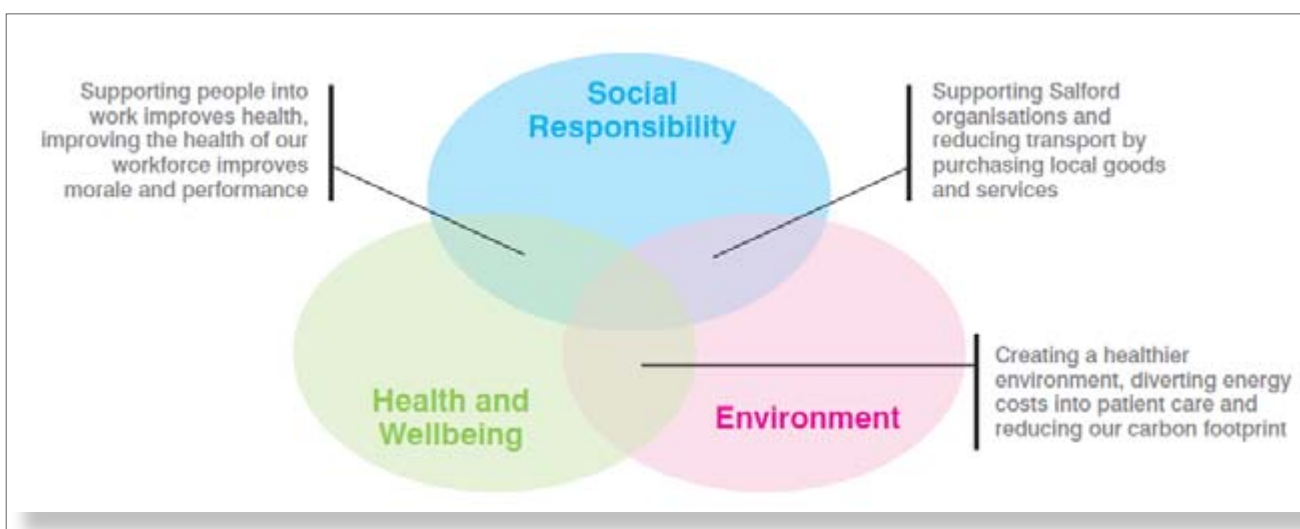 Supporting people into
work improves health,
improving the health of our
workforce improves
morale and performance
Social
Responsibility
Supporting Salford
organisations and
reducing transport by
purchasing local goods
and services
Health and
Wellbeing
Environment
Creating a healthier
environment, diverting energy
costs into patient care and
reducing our carbon footprint